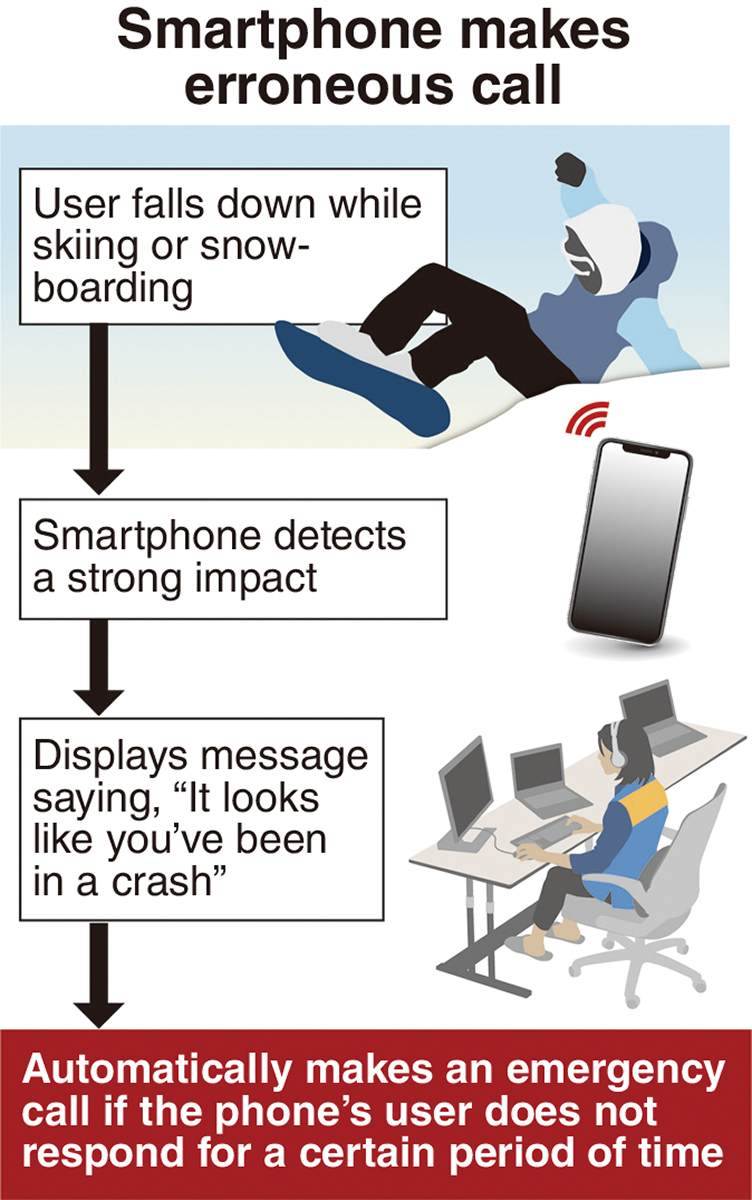 Smartphone makes
erroneous call
User falls down while
skiing or snow-
boarding
Smartphone detects
a strong impact
Displays message
saying, “It looks
like you’ve been
in a crash”
Automatically makes an emergency
call if the phone’s user does not
respond for a certain period of time